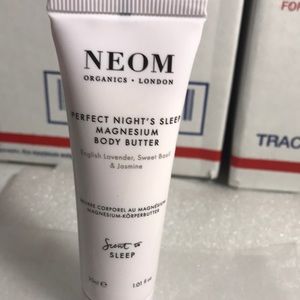 NEOM
ORGANICS • LONDON
PERFECT NIGHT'S SLEEP
MAGNESIUM
BODY BUTTER
English Lavender, Sweet Basil
& Jasmine
BEURRE CORPOREL AU MAGNÉSIUM
MAGNESIUM-KÖRPERBUTTER
Scent to
SLEEP
30ml e 1.01 fl oz
TRAC